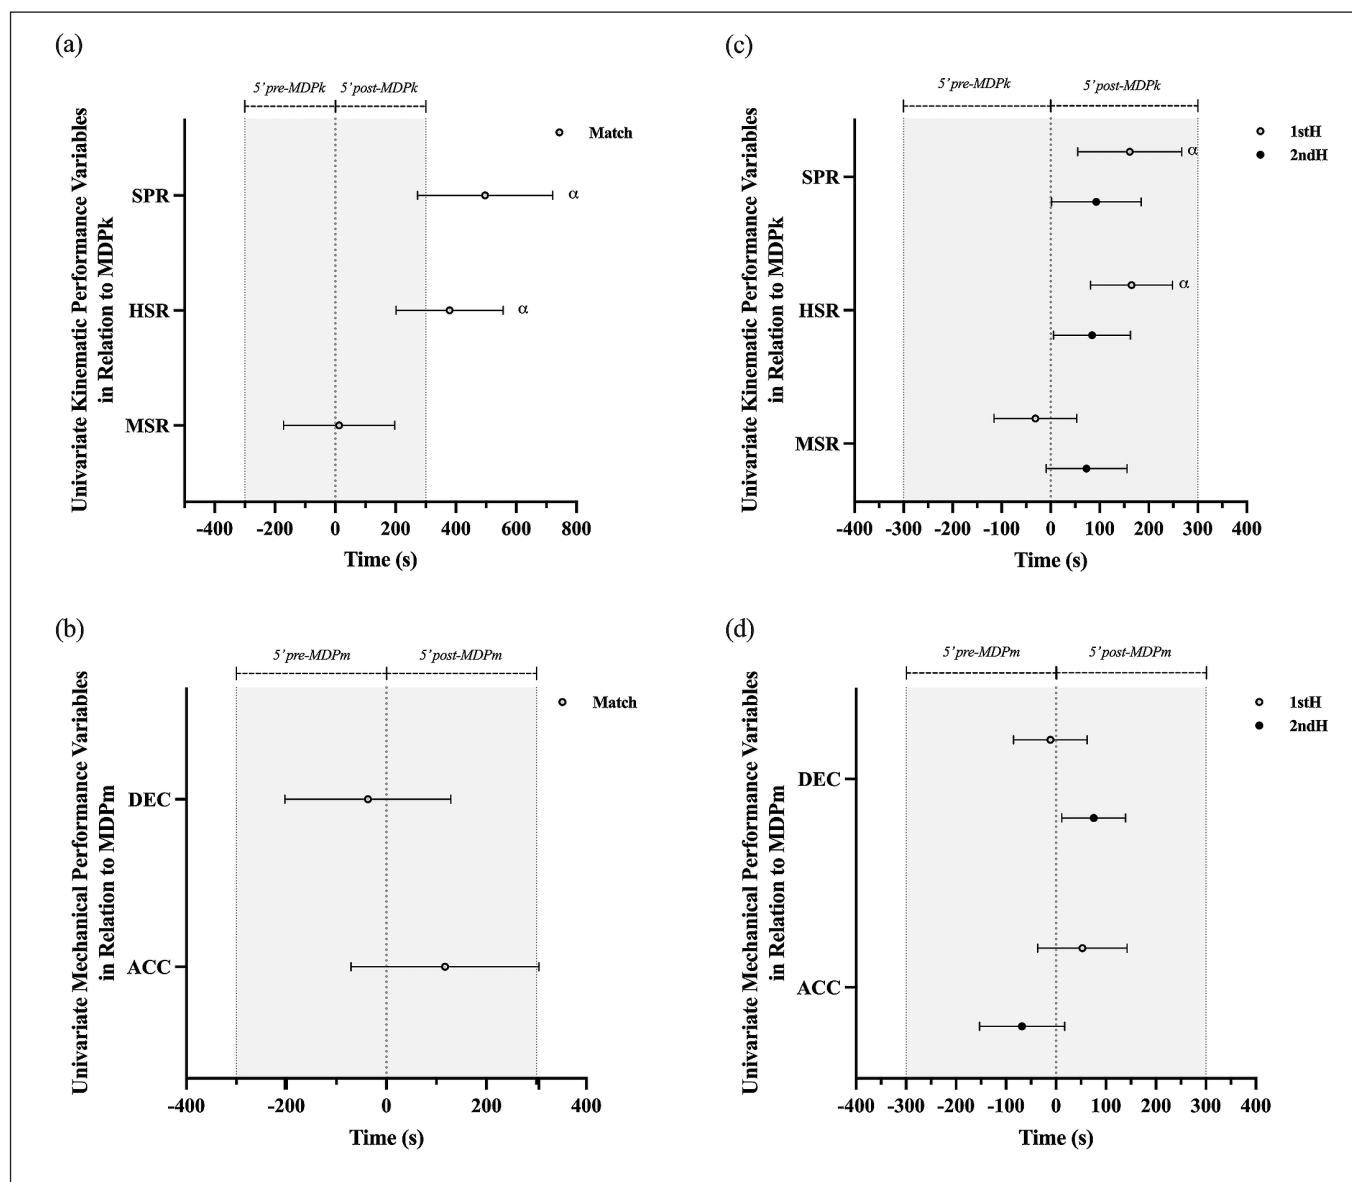 (a)
5' pre-MDPk 5' post-MDPk
Match
Univariate Kinematic Performance Variables
in Relation to MDPk
SPR
α
HSR
α
MSR
-400 -200 0 200 400 600 800
Time (s)
(c)
5' pre-MDPk 5' post-MDPk
1stH
2ndH
Univariate Kinematic Performance Variables
in Relation to MDPk
SPR
α
HSR
α
MSR
-400 -300 -200 -100 0 100 200 300 400
Time (s)
(b)
5' pre-MDPm 5' post-MDPm
Match
Univariate Mechanical Performance Variables
in Relation to MDPm
DEC
ACC
-400 -200 0 200 400
Time (s)
(d)
5' pre-MDPm 5' post-MDPm
1stH
2ndH
Univariate Mechanical Performance Variables
in Relation to MDPm
DEC
ACC
-400 -300 -200 -100 0 100 200 300 400
Time (s)